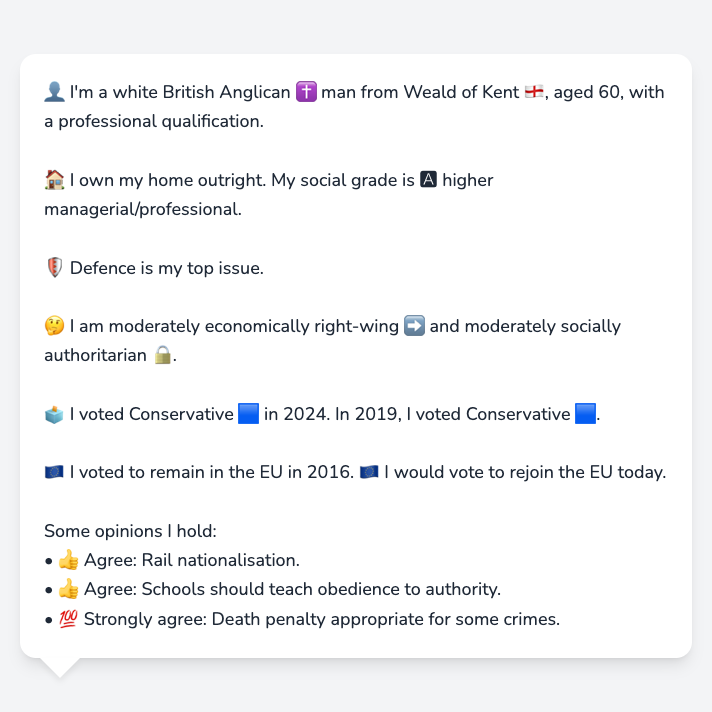 👤 I'm a white British Anglican ✝️ man from Weald of Kent 🏴󠁧󠁢󠁥󠁮󠁧󠁿, aged 60, with
a professional qualification.
🏠 I own my home outright. My social grade is 🅰 higher
managerial/professional.
🛡️ Defence is my top issue.
🤔 I am moderately economically right-wing ➡️ and moderately socially
authoritarian 🔒.
🗳️ I voted Conservative 🟦 in 2024. In 2019, I voted Conservative 🟦.
🇪🇺 I voted to remain in the EU in 2016. 🇪🇺 I would vote to rejoin the EU today.
Some opinions I hold:
• 👍 Agree: Rail nationalisation.
• 👍 Agree: Schools should teach obedience to authority.
• 💯 Strongly agree: Death penalty appropriate for some crimes.